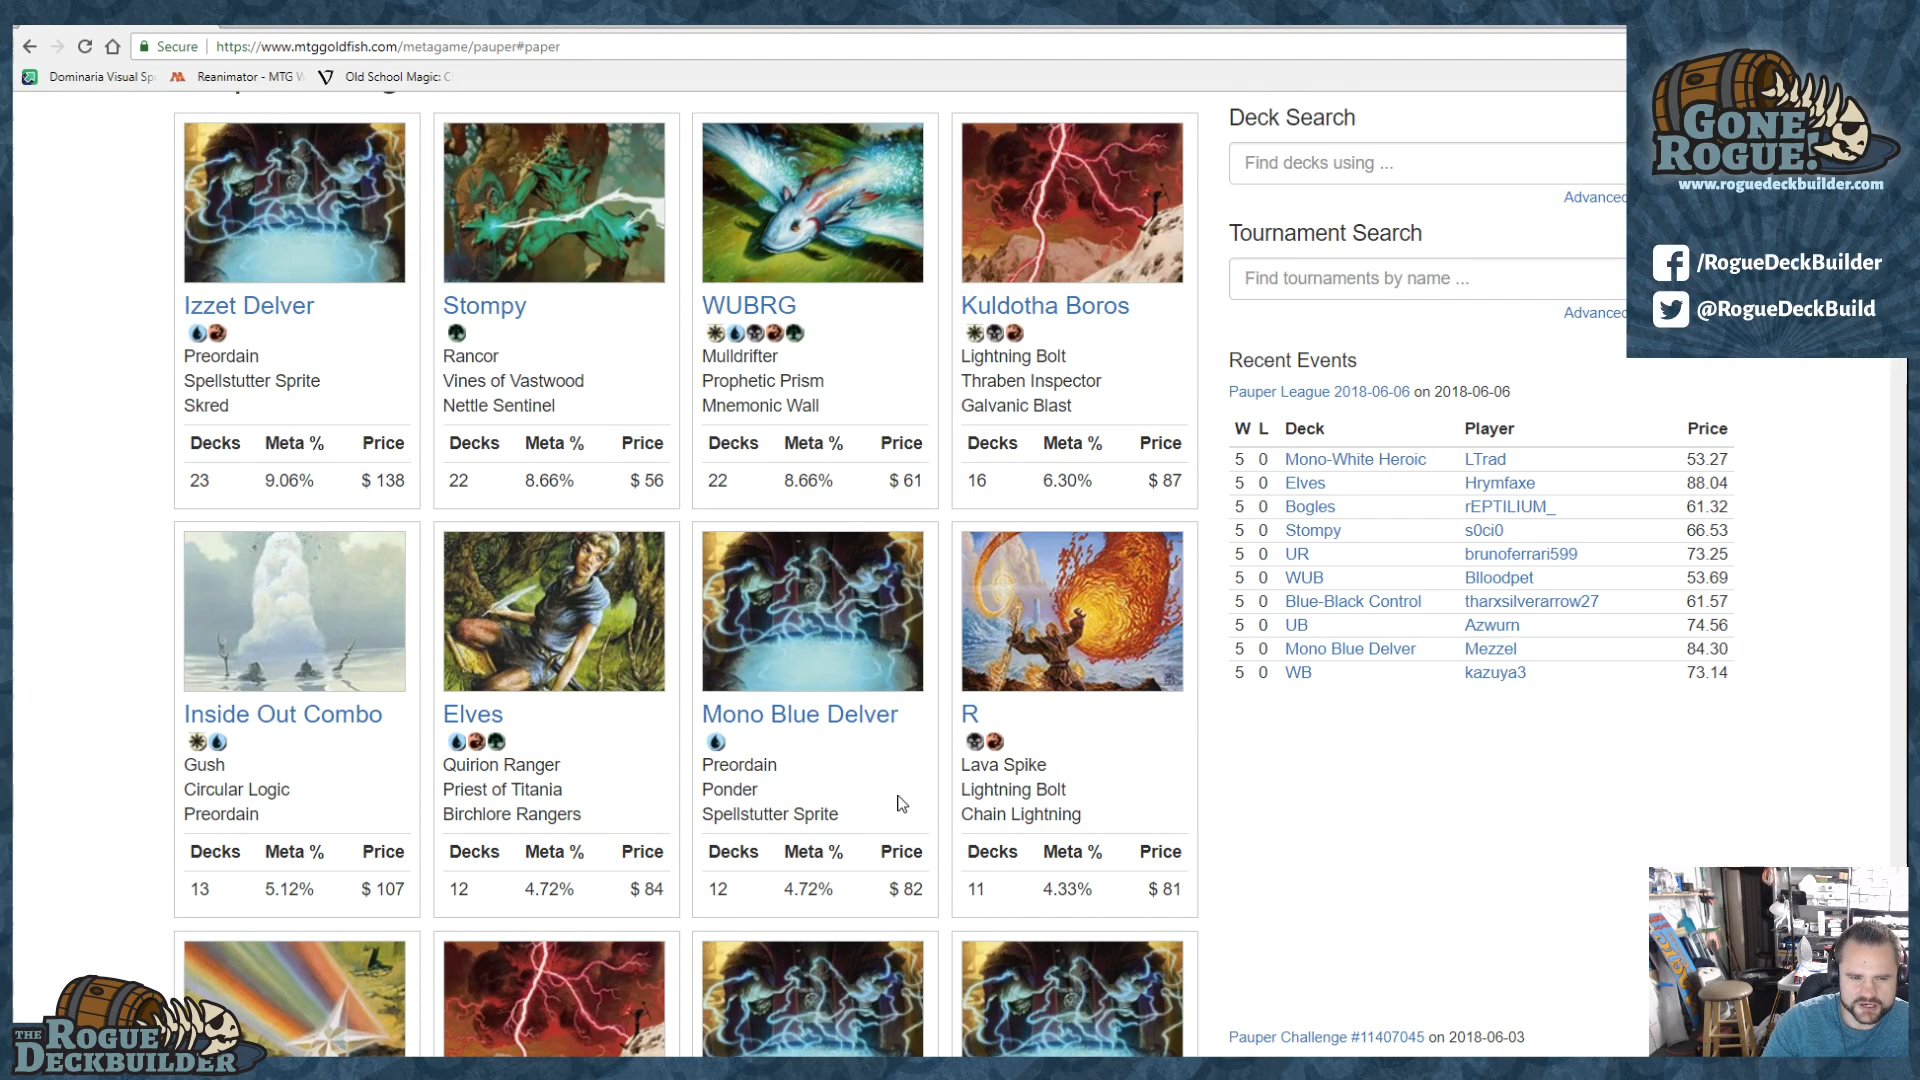 Secure https://www.mtggoldfish.com/metagame/pauper#paper
Dominaria Visual Sp
Reanimator - MTG
Old School Magic:
Izzet Delver
Preordain
Spellstutter Sprite
Skred
Decks Meta % Price
23 9.06% $ 138
Stompy
Rancor
Vines of Vastwood
Nettle Sentinel
Decks Meta % Price
22 8.66% $ 56
WUBRG
Mulldrifter
Prophetic Prism
Mnemonic Wall
Decks Meta % Price
22 8.66% $ 61
Kuldotha Boros
Lightning Bolt
Thraben Inspector
Galvanic Blast
Decks Meta % Price
16 6.30% $ 87
Inside Out Combo
Gush
Circular Logic
Preordain
Decks Meta % Price
13 5.12% $ 107
Elves
Quirion Ranger
Priest of Titania
Birchlore Rangers
Decks Meta % Price
12 4.72% $ 84
Mono Blue Delver
Preordain
Ponder
Spellstutter Sprite
Decks Meta % Price
12 4.72% $ 82
R
Lava Spike
Lightning Bolt
Chain Lightning
Decks Meta % Price
11 4.33% $ 81
Deck Search
Find decks using ...
Advanced
Tournament Search
Find tournaments by name ...
Advanced
Recent Events
Pauper League 2018-06-06 on 2018-06-06
W L Deck Player Price
5 0 Mono-White Heroic LTrad 53.27
5 0 Elves Hrymfaxe 88.04
5 0 Bogles rEPTILIUM_ 61.32
5 0 Stompy s0ci0 66.53
5 0 UR brunoferrari599 73.25
5 0 WUB Blloodpet 53.69
5 0 Blue-Black Control tharxsilverarrow27 61.57
5 0 UB Azwurn 74.56
5 0 Mono Blue Delver Mezzel 84.30
5 0 WB kazuya3 73.14
Pauper Challenge #11407045 on 2018-06-03
GONE
ROGUE!
www.roguedeckbuilder.com
/RogueDeckBuilder
@RogueDeckBuild
THE ROGUE
DECKBUILDER